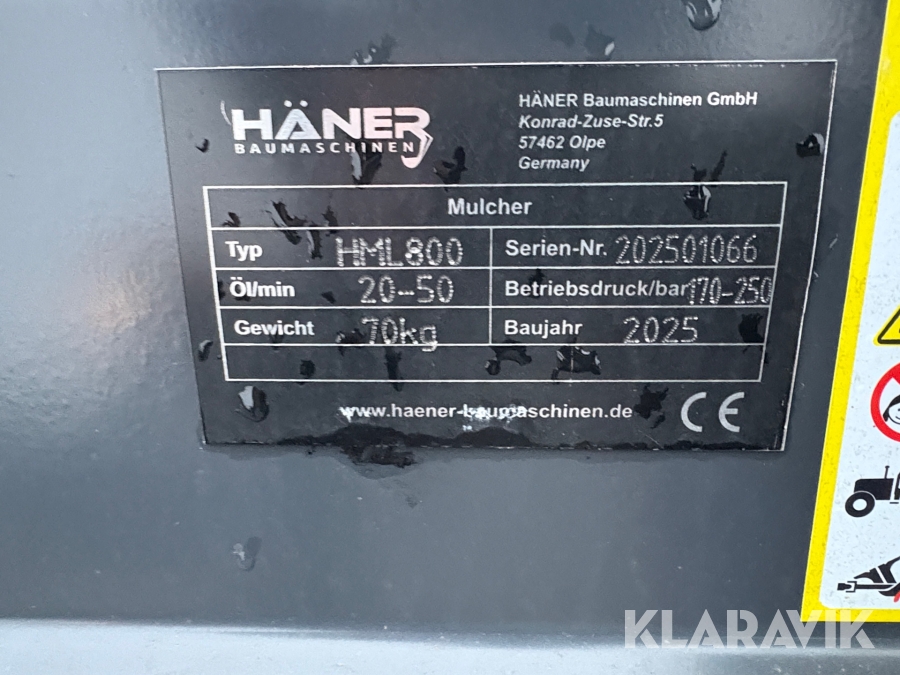 HÄNER
BAUMASCHINEN
HÄNER Baumaschinen GmbH
Konrad-Zuse-Str.5
57462 Olpe
Germany
Mulcher
Typ HML800 Serien-Nr. 202501066
Öl/min 20-50 Betriebsdruck/bar 170-250
Gewicht 70kg Baujahr 2025
www.haener-baumaschinen.de CE
KLARAVIK